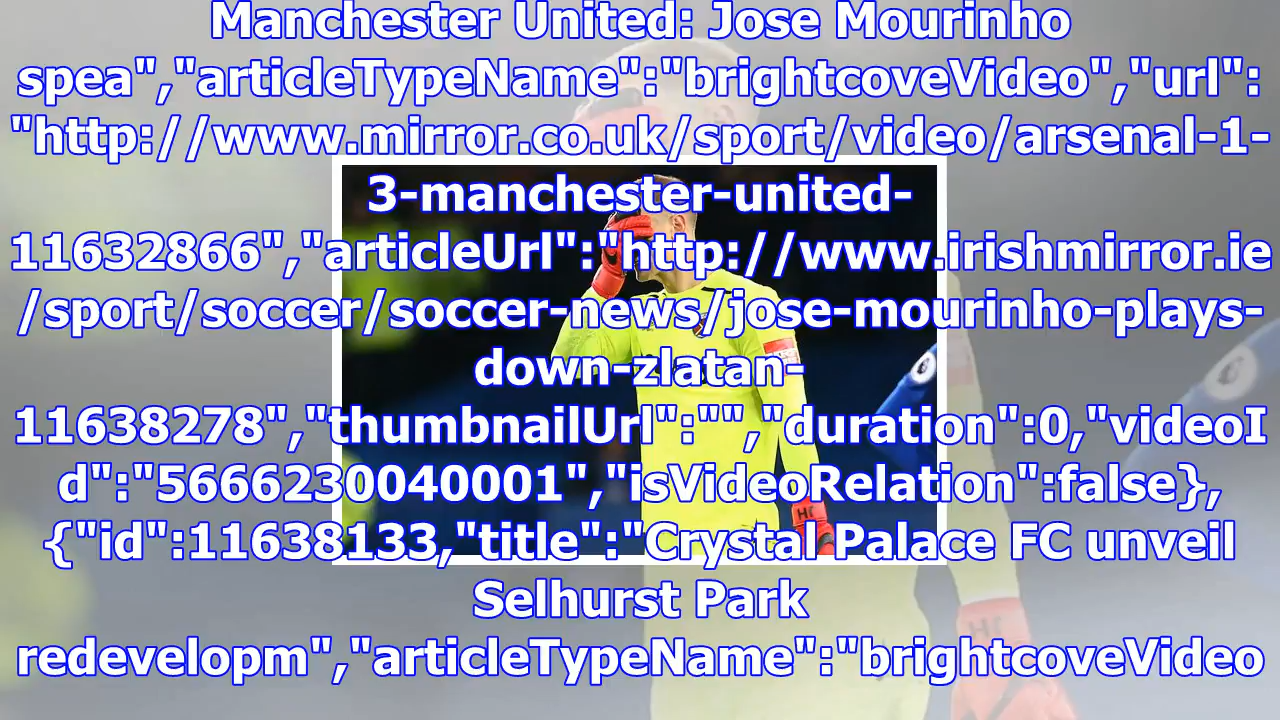 Manchester United: Jose Mourinho
spea","articleTypeName":"brightcoveVideo","url":
"http://www.mirror.co.uk/sport/video/arsenal-1-
3-manchester-united-
11632866","articleUrl":"http://www.irishmirror.ie
/sport/soccer/soccer-news/jose-mourinho-plays-
down-zlatan-
11638278","thumbnailUrl":"","duration":0,"videoI
d":"5666230040001","isVideoRelation":false},
{"id":11638133,"title":"Crystal Palace FC unveil
Selhurst Park
redevelopm","articleTypeName":"brightcoveVideo